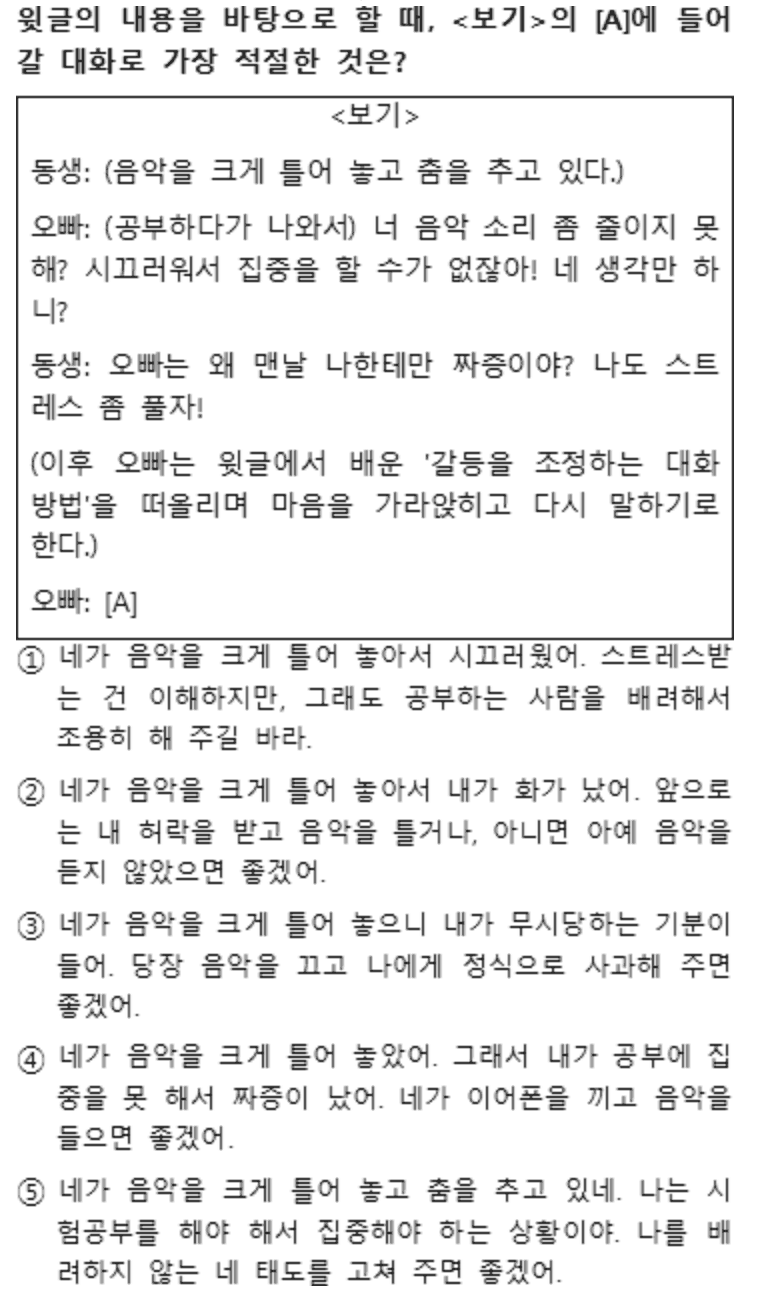 윗글의 내용을 바탕으로 할 때, <보기>의 [A]에 들어
갈 대화로 가장 적절한 것은?
<보기>
동생: (음악을 크게 틀어 놓고 춤을 추고 있다.)
오빠: (공부하다가 나와서) 너 음악 소리 좀 줄이지 못
해? 시끄러워서 집중을 할 수가 없잖아! 네 생각만 하
니?
동생: 오빠는 왜 맨날 나한테만 짜증이야? 나도 스트
레스 좀 풀자!
(이후 오빠는 윗글에서 배운 '갈등을 조정하는 대화
방법'을 떠올리며 마음을 가라앉히고 다시 말하기로
한다.)
오빠: [A]
① 네가 음악을 크게 틀어 놓아서 시끄러웠어. 스트레스받
는 건 이해하지만, 그래도 공부하는 사람을 배려해서
조용히 해 주길 바라.
② 네가 음악을 크게 틀어 놓아서 내가 화가 났어. 앞으로
는 내 허락을 받고 음악을 틀거나, 아니면 아예 음악을
듣지 않았으면 좋겠어.
③ 네가 음악을 크게 틀어 놓으니 내가 무시당하는 기분이
들어. 당장 음악을 끄고 나에게 정식으로 사과해 주면
좋겠어.
④ 네가 음악을 크게 틀어 놓았어. 그래서 내가 공부에 집
중을 못 해서 짜증이 났어. 네가 이어폰을 끼고 음악을
들으면 좋겠어.
⑤ 네가 음악을 크게 틀어 놓고 춤을 추고 있네. 나는 시
험공부를 해야 해서 집중해야 하는 상황이야. 나를 배
려하지 않는 네 태도를 고쳐 주면 좋겠어.